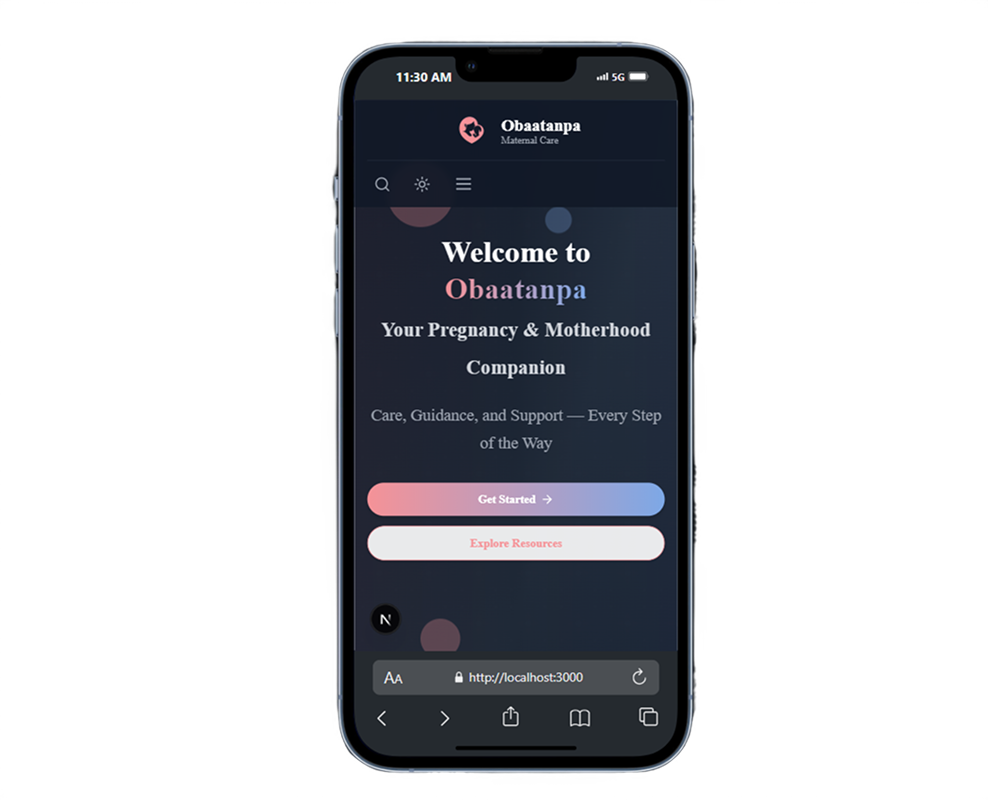 11:30 AM
5G
Obaatanpa
Maternal Care
Welcome to
Obaatanpa
Your Pregnancy & Motherhood
Companion
Care, Guidance, and Support — Every Step
of the Way
Get Started →
Explore Resources
N
AA
http://localhost:3000